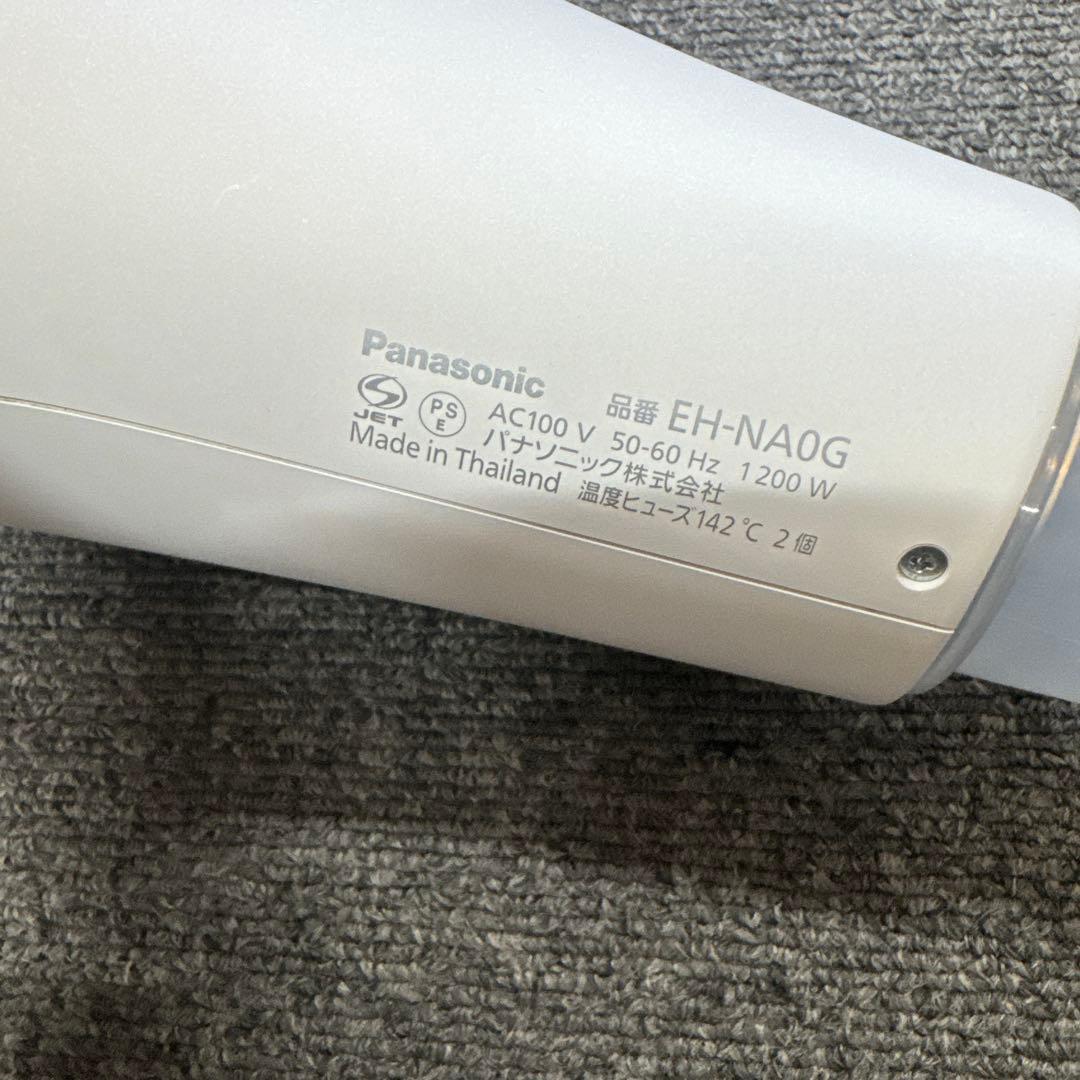 Panasonic
品番 EH-NA0G
JET PSE AC100 V 50-60 Hz 1200 W
パナソニック株式会社
Made in Thailand 温度ヒューズ142℃ 2個